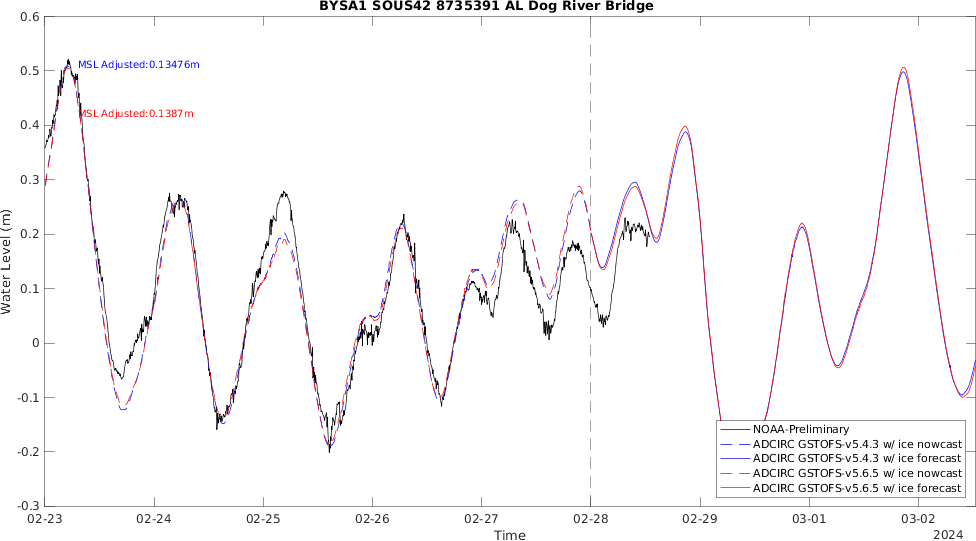 BYSA1 SOUS42 8735391 AL Dog River Bridge
0.6
0.5
0.4
0.3
0.2
0.1
0
-0.1
-0.2
-0.3
Water Level (m)
MSL Adjusted:0.13476m
MSL Adjusted:0.1387m
NOAA-Preliminary
ADCIRC GSTOFS-v5.4.3 w/ ice nowcast
ADCIRC GSTOFS-v5.4.3 w/ ice forecast
ADCIRC GSTOFS-v5.6.5 w/ ice nowcast
ADCIRC GSTOFS-v5.6.5 w/ ice forecast
02-23 02-24 02-25 02-26 02-27 02-28 02-29 03-01 03-02
Time
2024